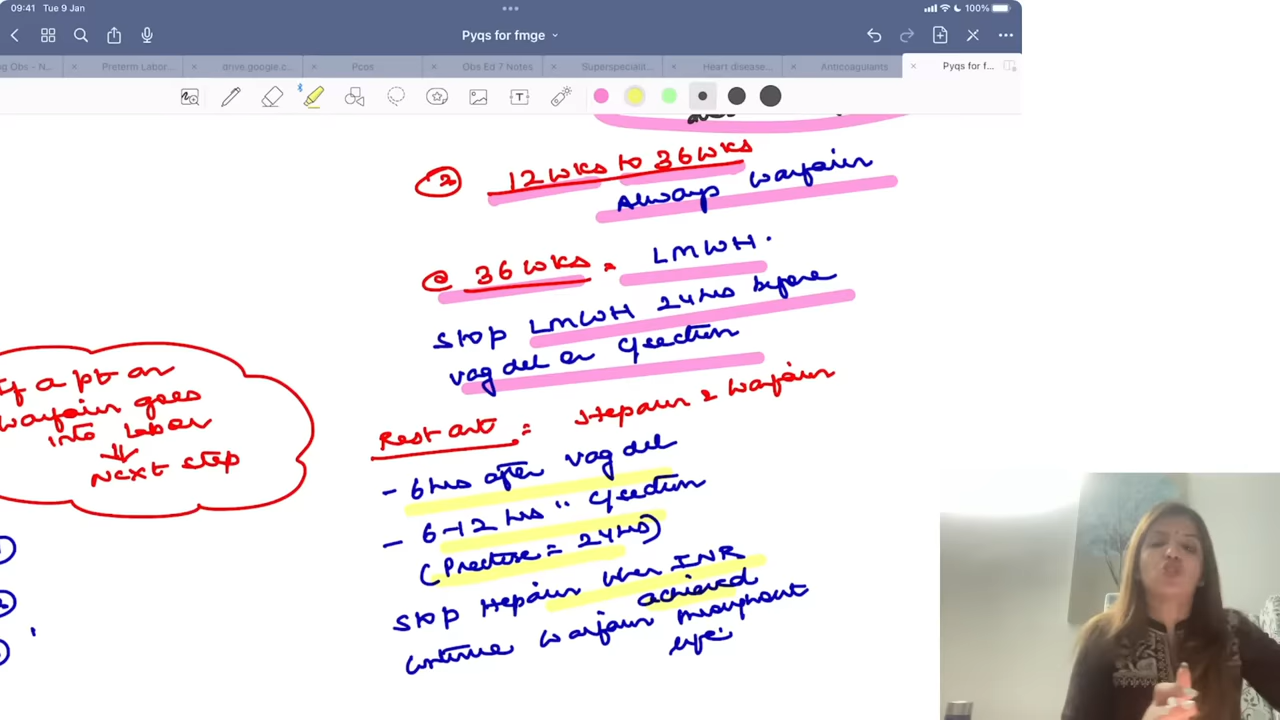 09:41 Tue 9 Jan
100%
Pyqs for fmge
g Obs - N...
Preterm Labor...
drive.google.c...
Pcos
Obs Ed 7 Notes
Superspecialit...
Heart disease...
Anticoagulants
Pyqs for f...
② 12 wks to 36 wks
Always warfarin
@ 36 wks = LMWH.
Stop LMWH 24 hrs before
vag del or C section
Restart = Heparin & Warfarin
- 6 hrs after vag del
- 6-12 hrs " C section
(Practise = 24 hrs)
Stop Heparin when INR
achieved
continue warfarin throughout
life
If a pt on
warfarin goes
into labor
⇓
Next step